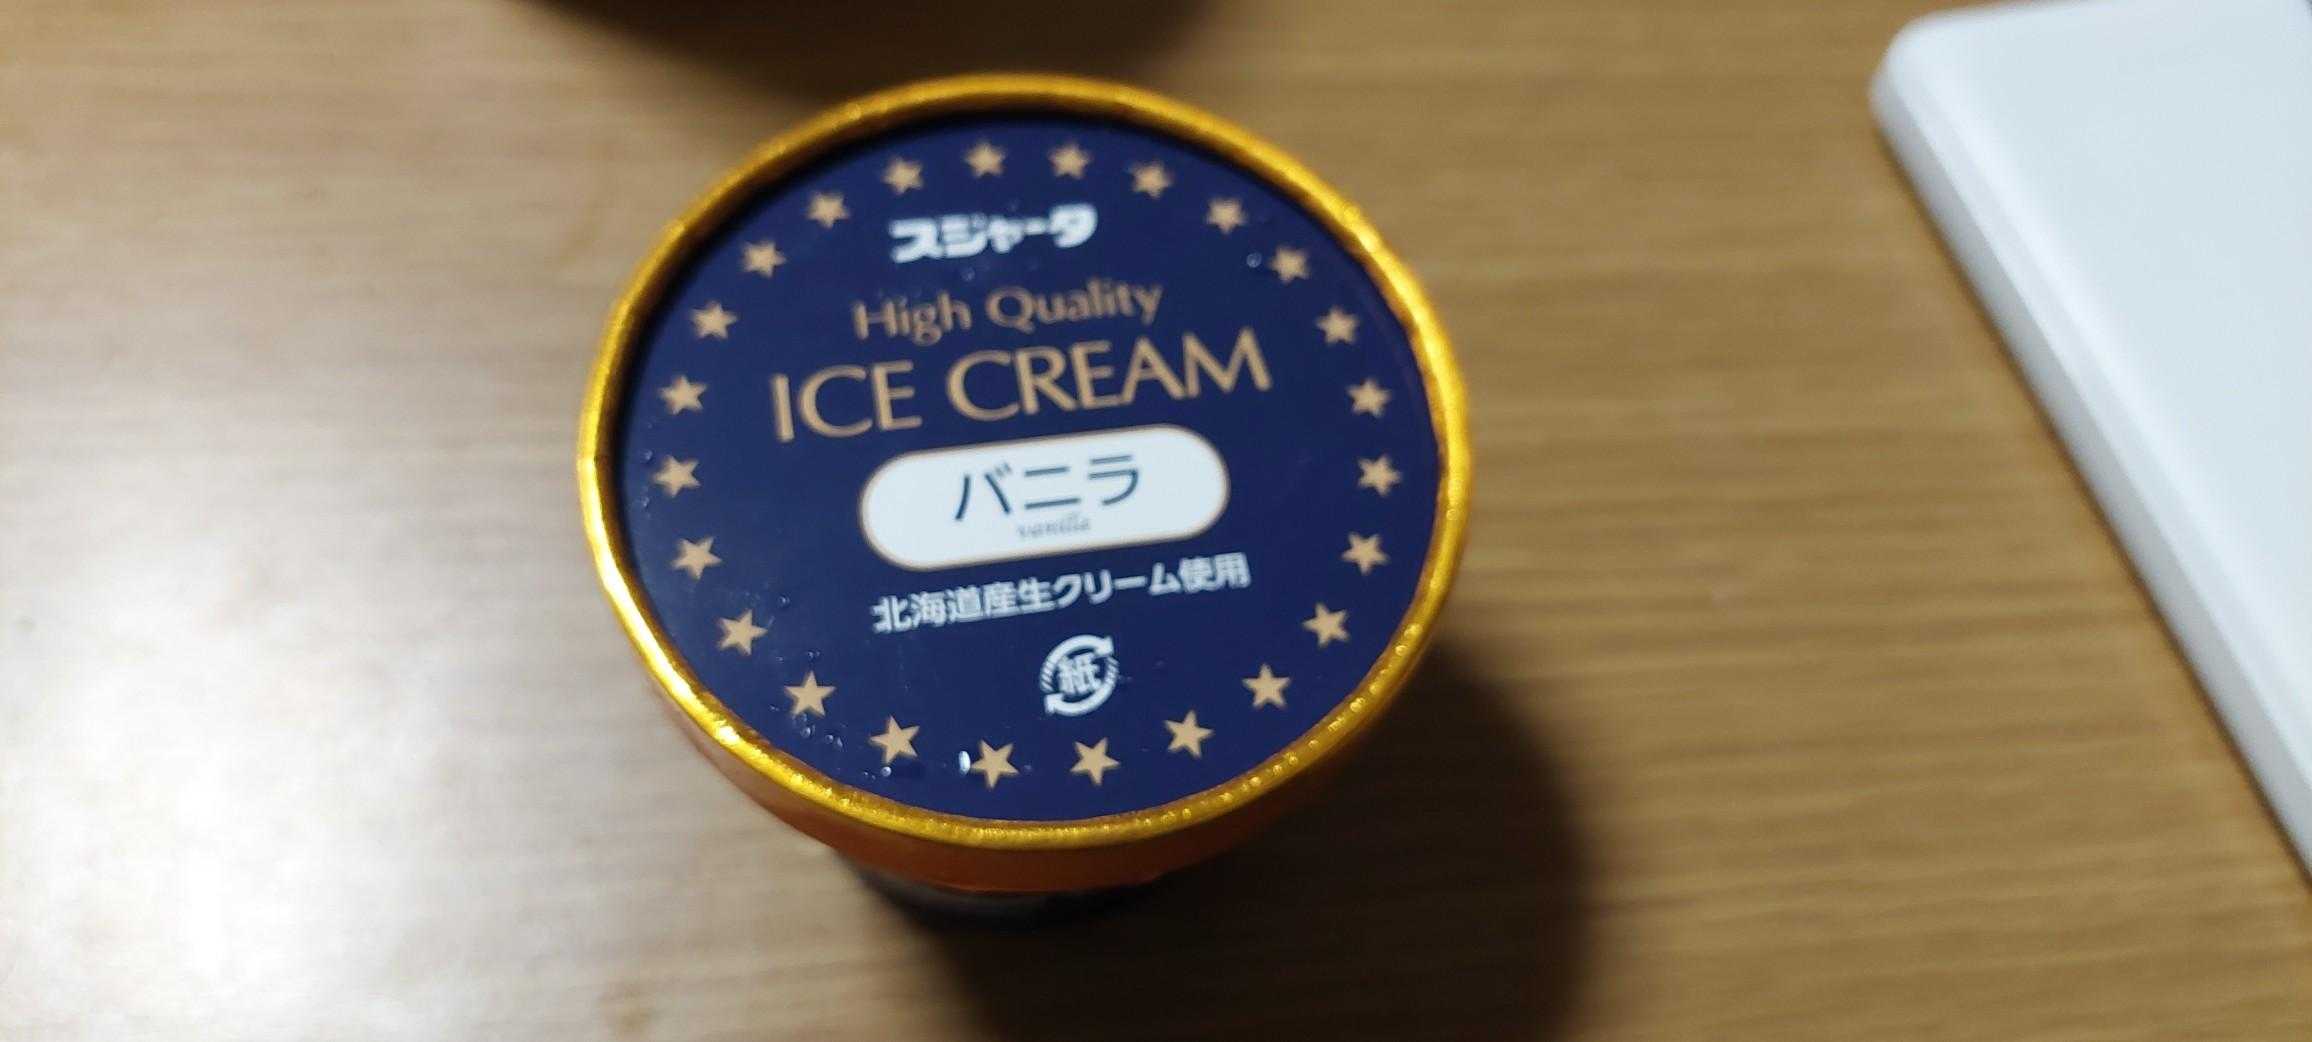 スジャータ
High Quality
ICE CREAM
バニラ
vanilla
北海道産生クリーム使用
紙